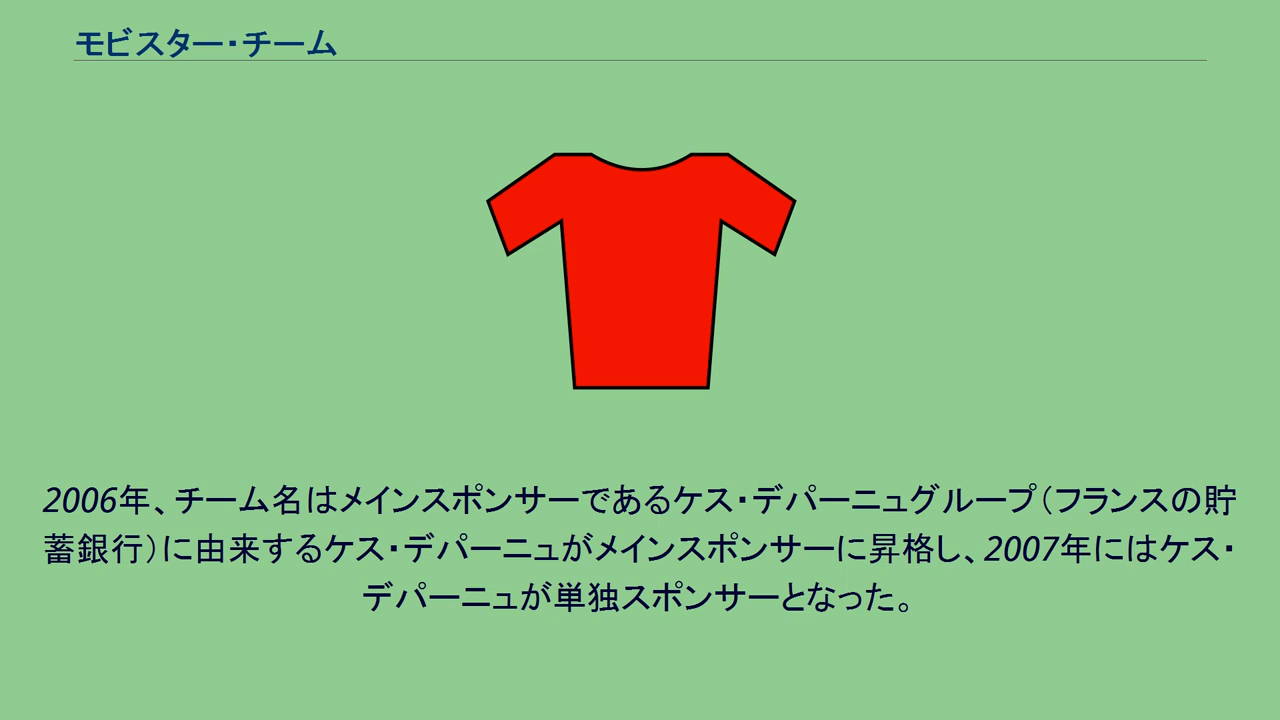 モビスター・チーム
2006年、チーム名はメインスポンサーであるケス・デパーニュグループ（フランスの貯
蓄銀行）に由来するケス・デパーニュがメインスポンサーに昇格し、2007年にはケス・
デパーニュが単独スポンサーとなった。